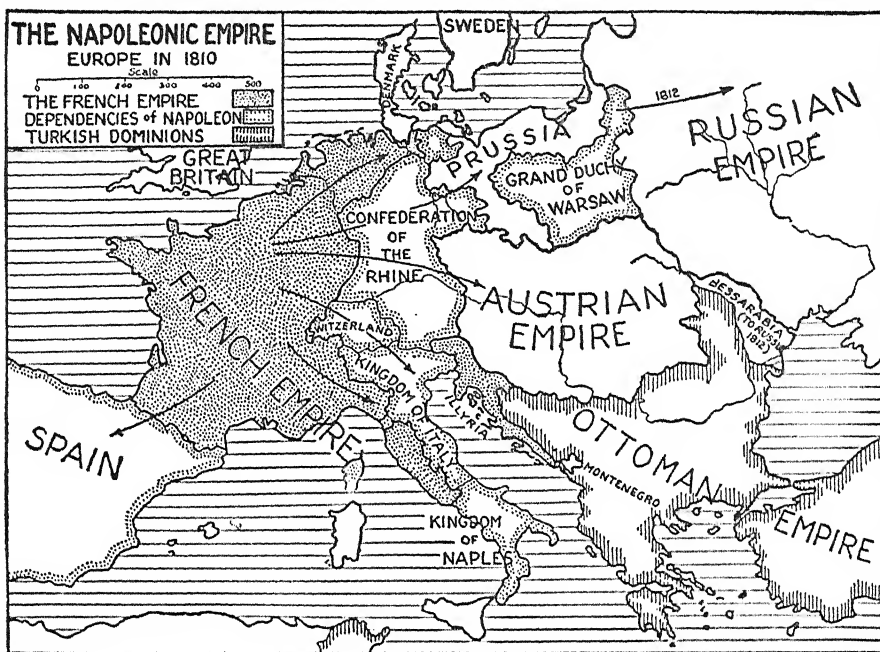 THE NAPOLEONIC EMPIRE
EUROPE IN 1810
Scale
0 100 200 300 400 500
THE FRENCH EMPIRE
DEPENDENCIES of NAPOLEON
TURKISH DOMINIONS
SWEDEN
DENMARK
1812
RUSSIAN
EMPIRE
PRUSSIA
GREAT
BRITAIN
GRAND DUCHY
OF
WARSAW
CONFEDERATION
OF
THE
RHINE
FRENCH EMPIRE
AUSTRIAN
EMPIRE
BESSARABIA
1812)
SWITZERLAND
KINGDOM OF ITALY
ILLYRIA
SPAIN
OTTOMAN
EMPIRE
MONTENEGRO
KINGDOM
OF
NAPLES